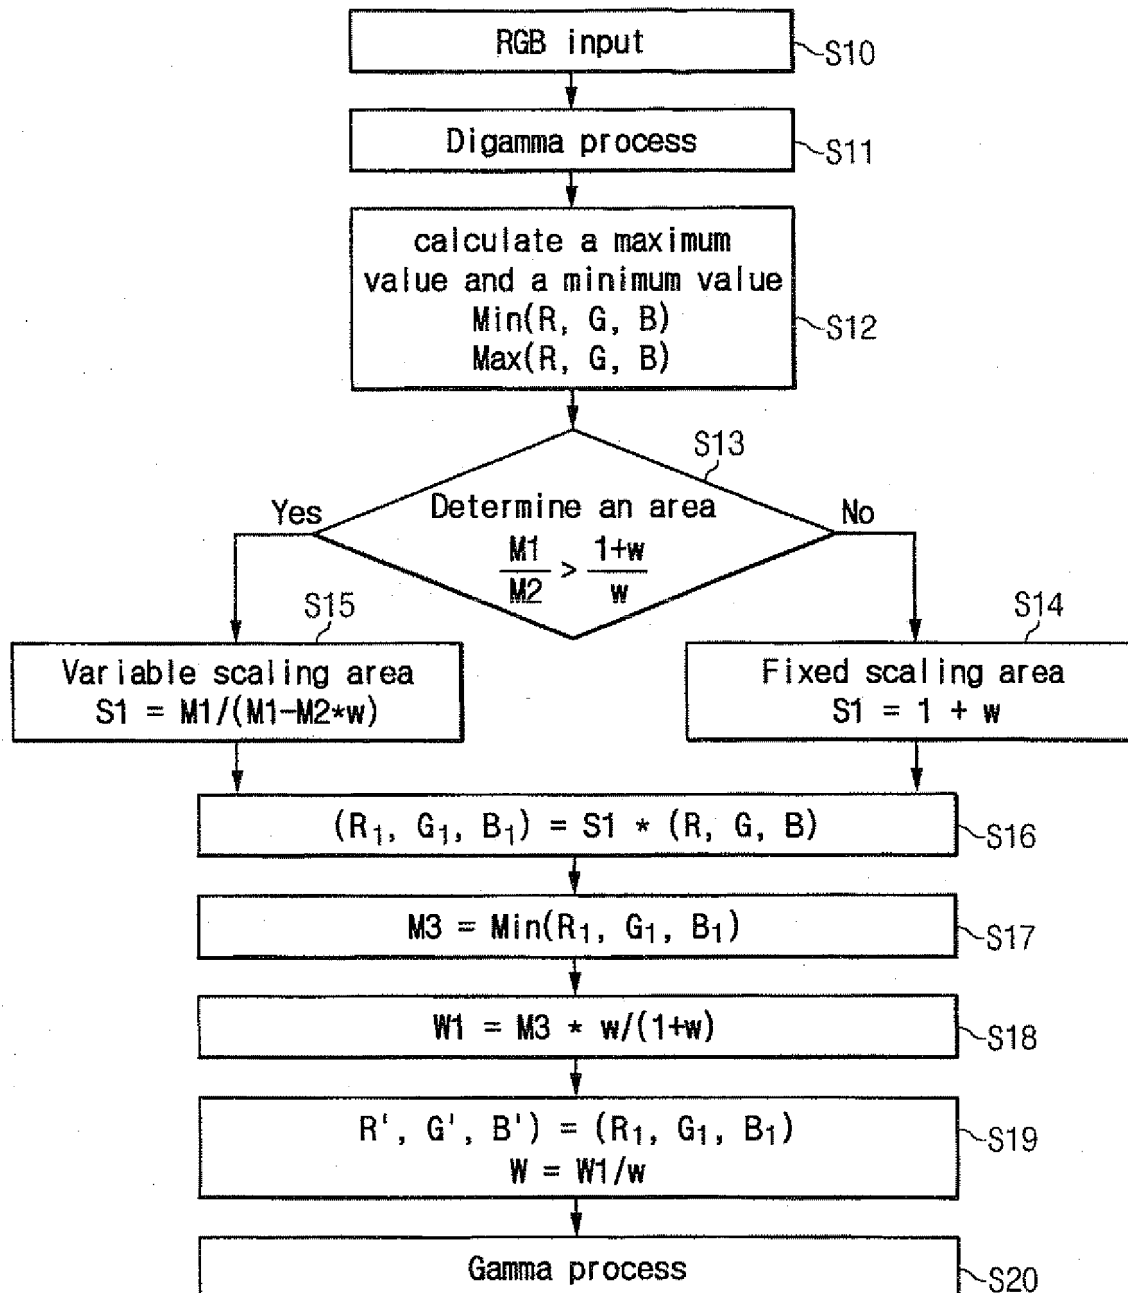 RGB input
S10
Digamma process
S11
calculate a maximum
value and a minimum value
Min(R, G, B)
Max(R, G, B)
S12
S13
Determine an area
M1/M2 > 1+w/w
Yes
No
S15
Variable scaling area
S1 = M1/(M1-M2*w)
S14
Fixed scaling area
S1 = 1 + w
(R₁, G₁, B₁) = S1 * (R, G, B)
S16
M3 = Min(R₁, G₁, B₁)
S17
W1 = M3 * w/(1+w)
S18
R', G', B') = (R₁, G₁, B₁)
W = W1/w
S19
Gamma process
S20